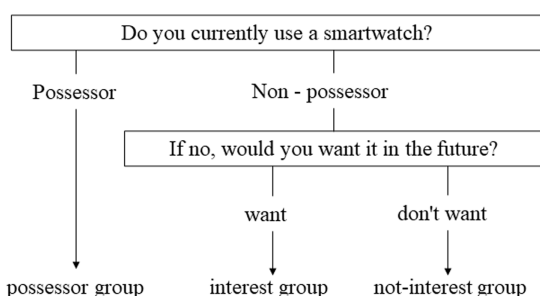 Do you currently use a smartwatch?
Possessor
Non - possessor
If no, would you want it in the future?
want
don't want
possessor group
interest group
not-interest group